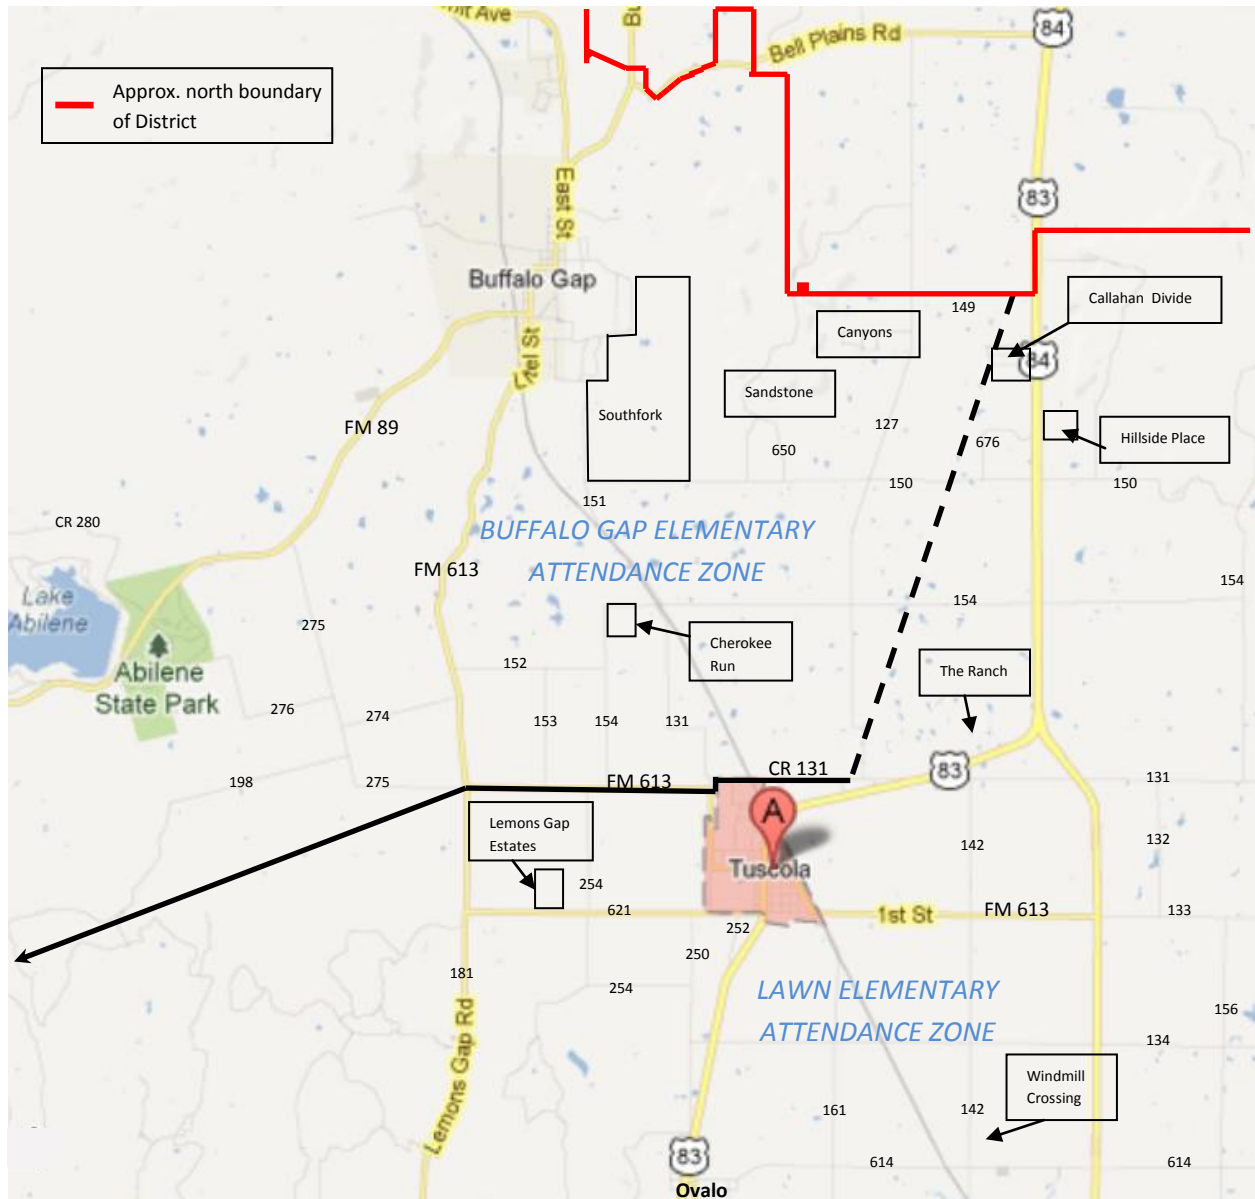 mit Ave
Bu
84
Bell Plains Rd
Approx. north boundary
of District
East St
83
Buffalo Gap
Callahan Divide
149
Canyons
Litel St
84
Sandstone
Southfork
FM 89
127
676
Hillside Place
650
150
150
151
CR 280
BUFFALO GAP ELEMENTARY
ATTENDANCE ZONE
FM 613
154
154
Lake
Abilene
275
Cherokee
Run
152
The Ranch
Abilene
State Park
276
274
153
154
131
83
CR 131
131
198
275
FM 613
A
Lemons Gap
Estates
142
132
Tuscola
254
621
1st St
FM 613
133
252
250
181
254
LAWN ELEMENTARY
ATTENDANCE ZONE
156
134
Lemons Gap Rd
Windmill
Crossing
161
142
83
614
614
Ovalo